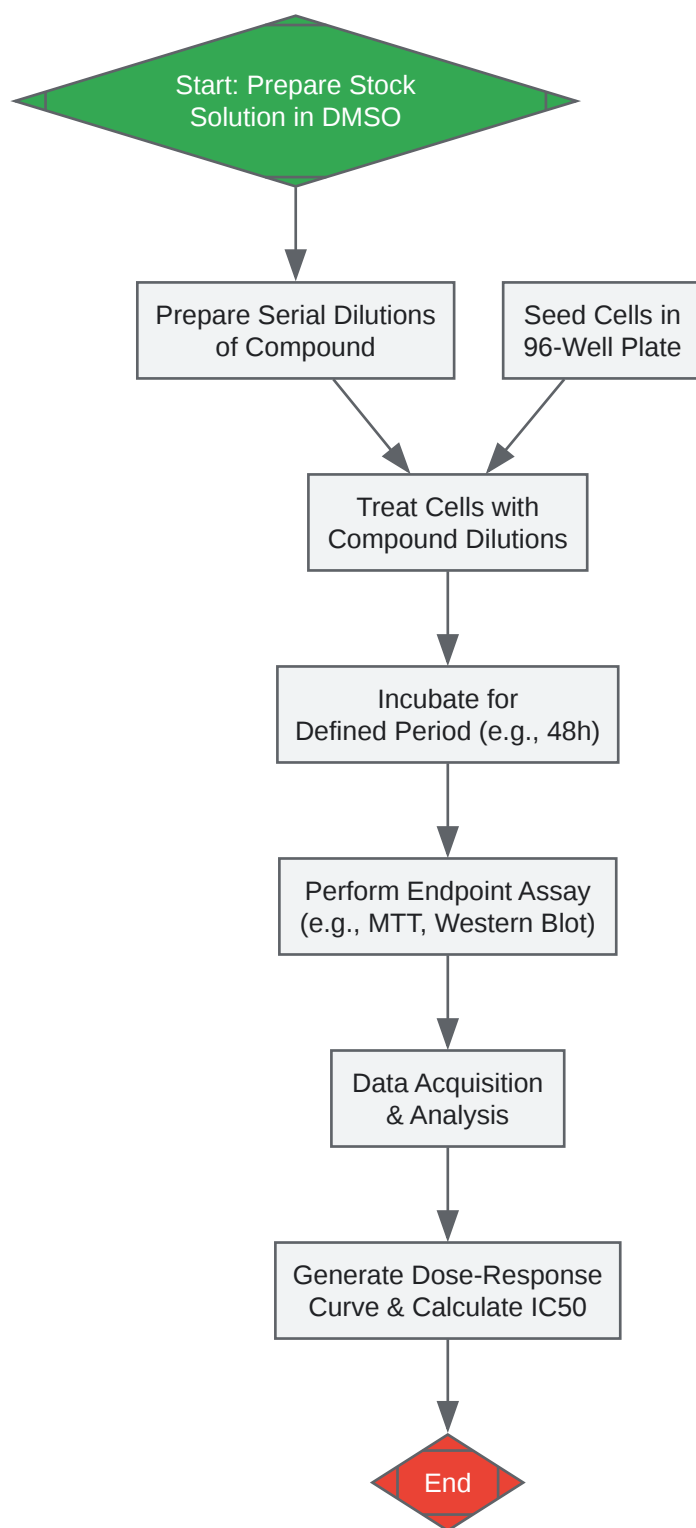 Start: Prepare Stock
Solution in DMSO
Prepare Serial Dilutions
of Compound
Seed Cells in
96-Well Plate
Treat Cells with
Compound Dilutions
Incubate for
Defined Period (e.g., 48h)
Perform Endpoint Assay
(e.g., MTT, Western Blot)
Data Acquisition
& Analysis
Generate Dose-Response
Curve & Calculate IC50
End